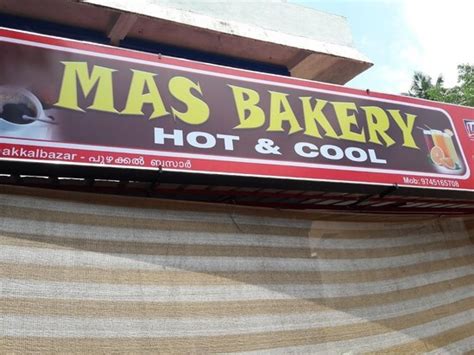 MAS BAKERY
HOT & COOL
akkalbazar - പുഴക്കൽ ബസാർ
Mob: 9745165708